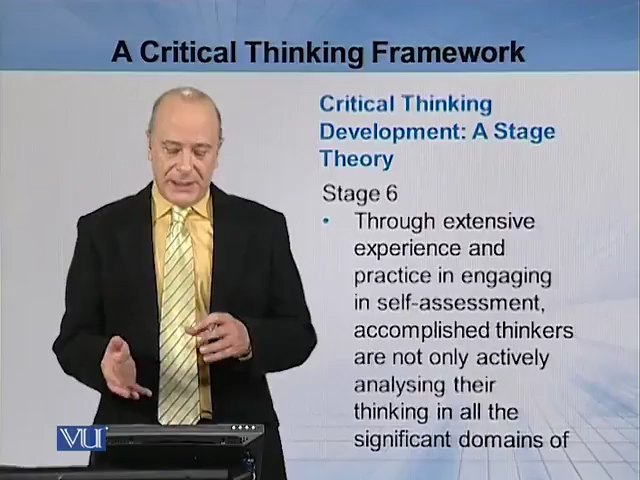 A Critical Thinking Framework
Critical Thinking
Development: A Stage
Theory
Stage 6
• Through extensive
experience and
practice in engaging
in self-assessment,
accomplished thinkers
are not only actively
analysing their
thinking in all the
significant domains of
VU